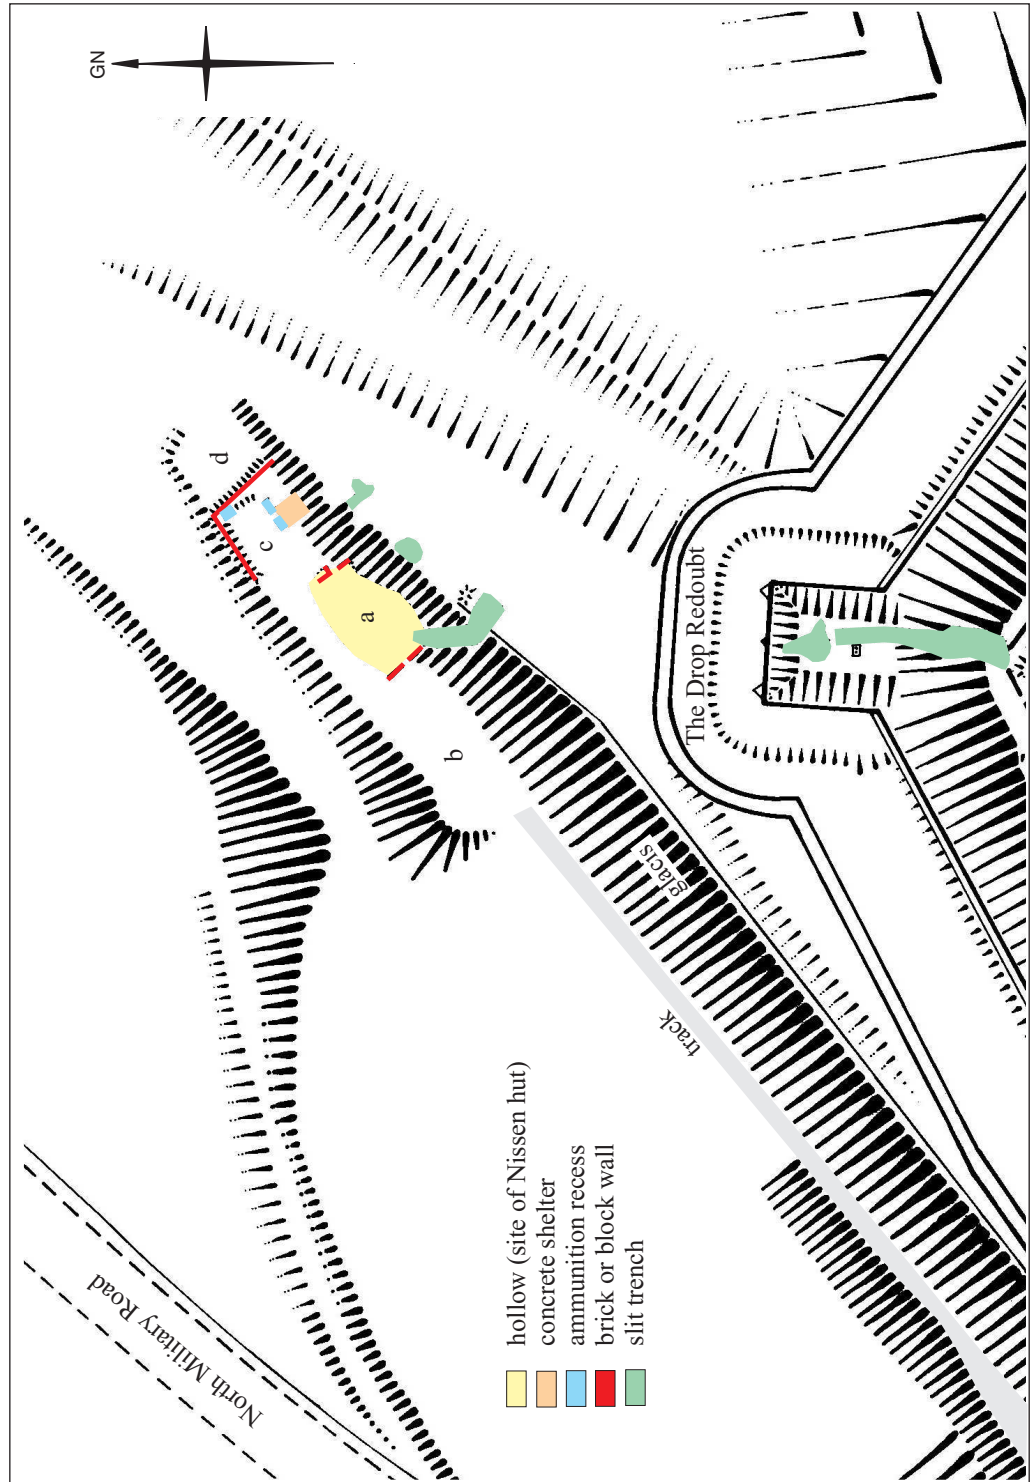 GN
North Military Road
d
c
a
b
The Drop Redoubt
glacis
track
hollow (site of Nissen hut)
concrete shelter
ammunition recess
brick or block wall
slit trench